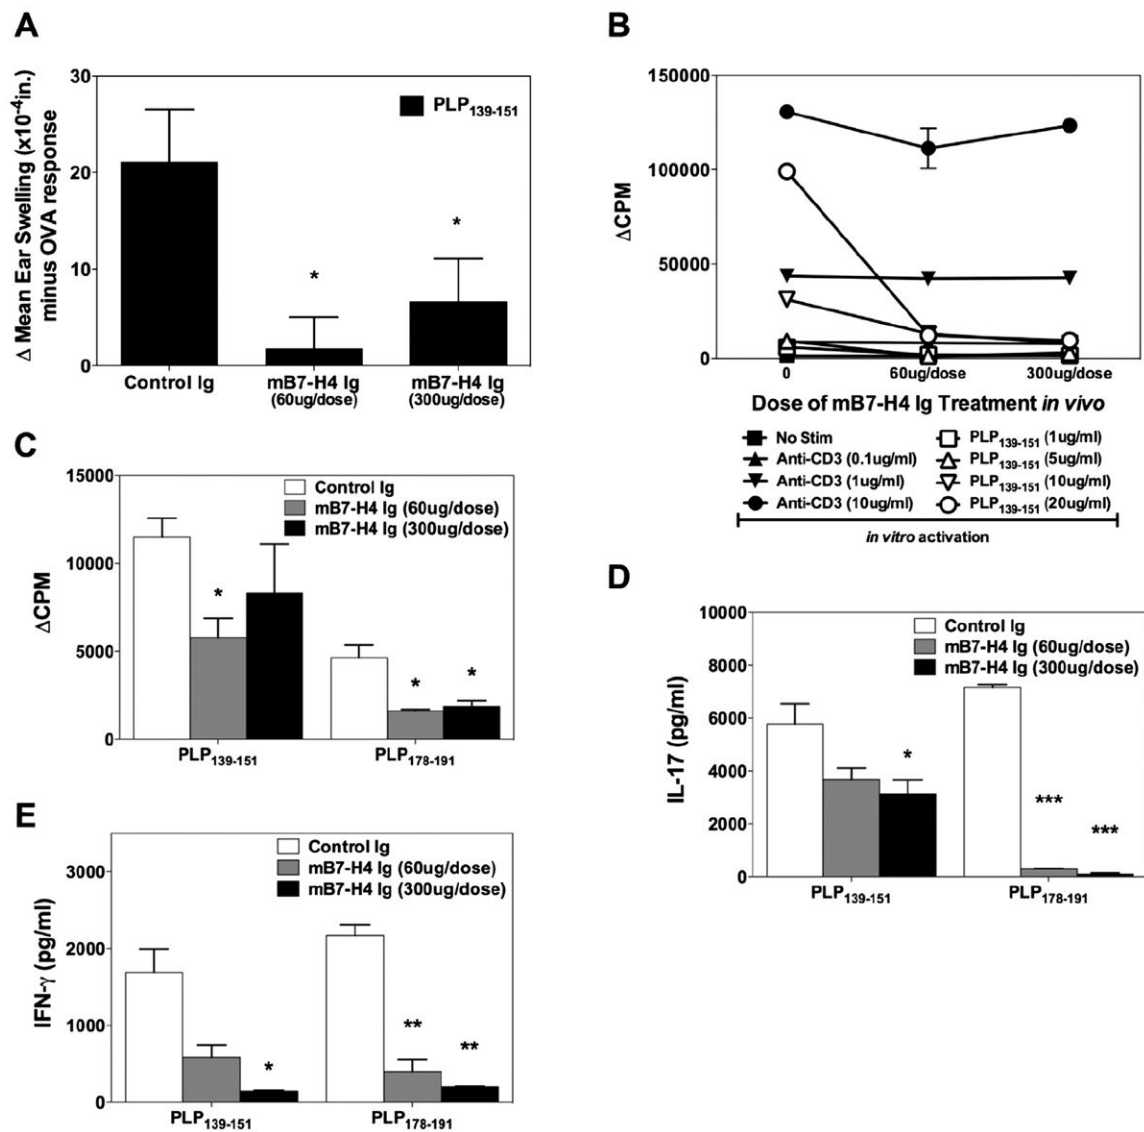 A
Δ Mean Ear Swelling (x10-4in.)
minus OVA response
30
20
10
0
PLP139-151
*
*
Control Ig
mB7-H4 Ig
(60ug/dose)
mB7-H4 Ig
(300ug/dose)
B
ΔCPM
150000
100000
50000
0
0
60ug/dose
300ug/dose
Dose of mB7-H4 Ig Treatment in vivo
No Stim
Anti-CD3 (0.1ug/ml)
Anti-CD3 (1ug/ml)
Anti-CD3 (10ug/ml)
PLP139-151 (1ug/ml)
PLP139-151 (5ug/ml)
PLP139-151 (10ug/ml)
PLP139-151 (20ug/ml)
in vitro activation
C
ΔCPM
15000
10000
5000
0
Control Ig
mB7-H4 Ig (60ug/dose)
mB7-H4 Ig (300ug/dose)
*
*
*
PLP139-151
PLP178-191
D
IL-17 (pg/ml)
10000
8000
6000
4000
2000
0
Control Ig
mB7-H4 Ig (60ug/dose)
mB7-H4 Ig (300ug/dose)
*
***
***
PLP139-151
PLP178-191
E
IFN-γ (pg/ml)
3000
2000
1000
0
Control Ig
mB7-H4 Ig (60ug/dose)
mB7-H4 Ig (300ug/dose)
*
**
**
PLP139-151
PLP178-191